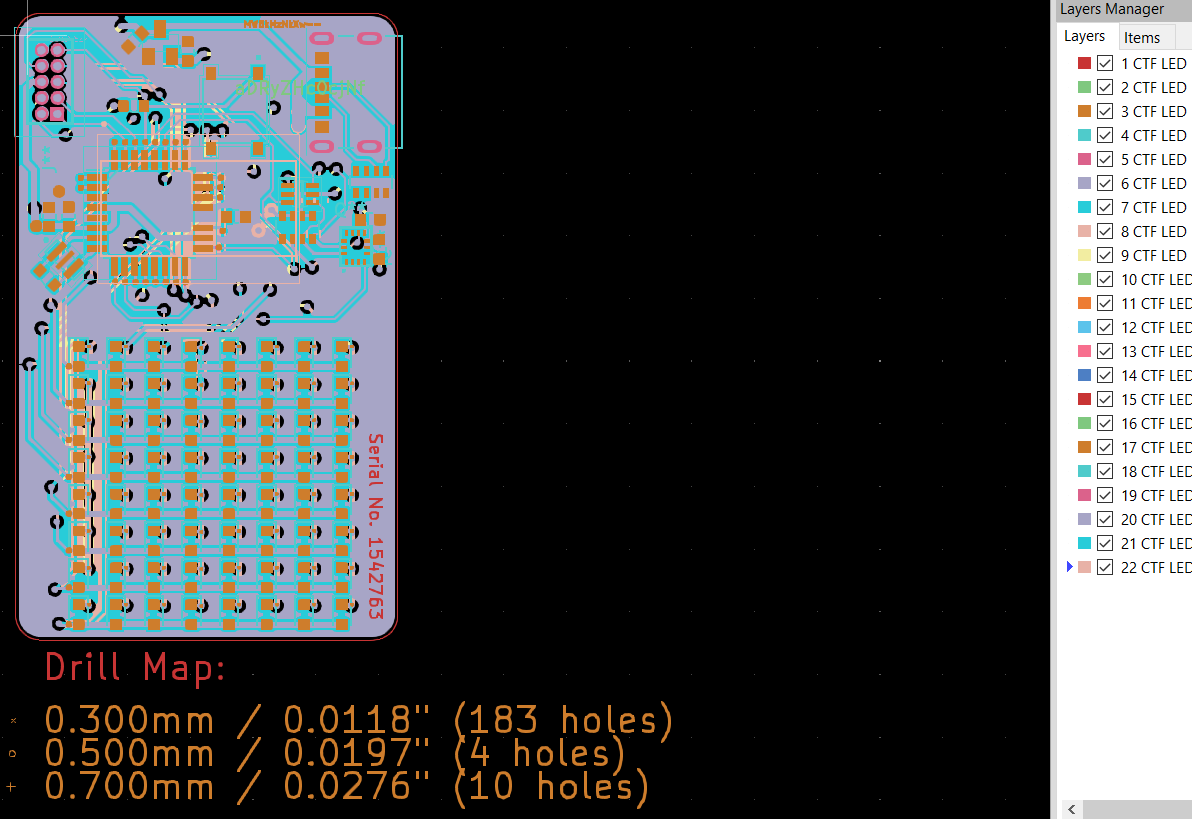 Layers Manager
Layers Items
1 CTF LED
2 CTF LED
3 CTF LED
4 CTF LED
5 CTF LED
6 CTF LED
7 CTF LED
8 CTF LED
9 CTF LED
10 CTF LED
11 CTF LED
12 CTF LED
13 CTF LED
14 CTF LED
15 CTF LED
16 CTF LED
17 CTF LED
18 CTF LED
19 CTF LED
20 CTF LED
21 CTF LED
22 CTF LED
Serial No. 1542763
Drill Map:
0.300mm / 0.0118" (183 holes)
0.500mm / 0.0197" (4 holes)
0.700mm / 0.0276" (10 holes)